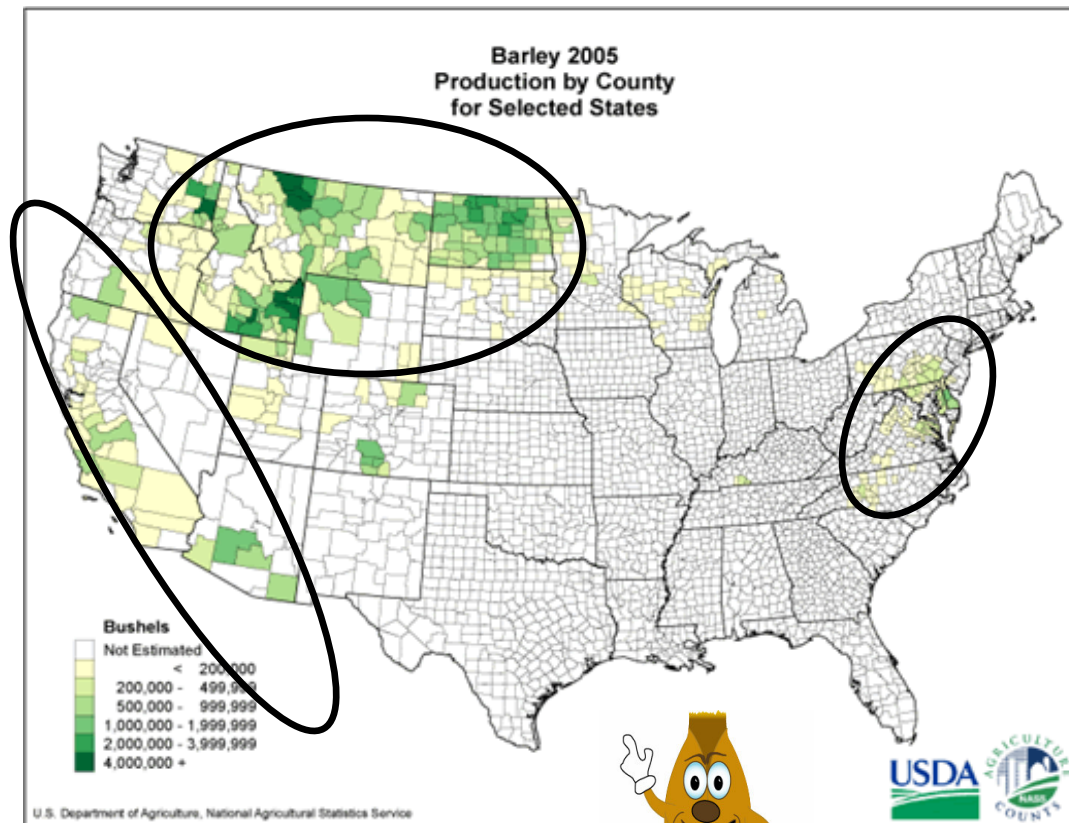 Barley 2005
Production by County
for Selected States
Bushels
Not Estimated
< 200,000
200,000 - 499,999
500,000 - 999,999
1,000,000 - 1,999,999
2,000,000 - 3,999,999
4,000,000 +
U.S. Department of Agriculture, National Agricultural Statistics Service
USDA
AGRICULTURE
NASS
COUNTS